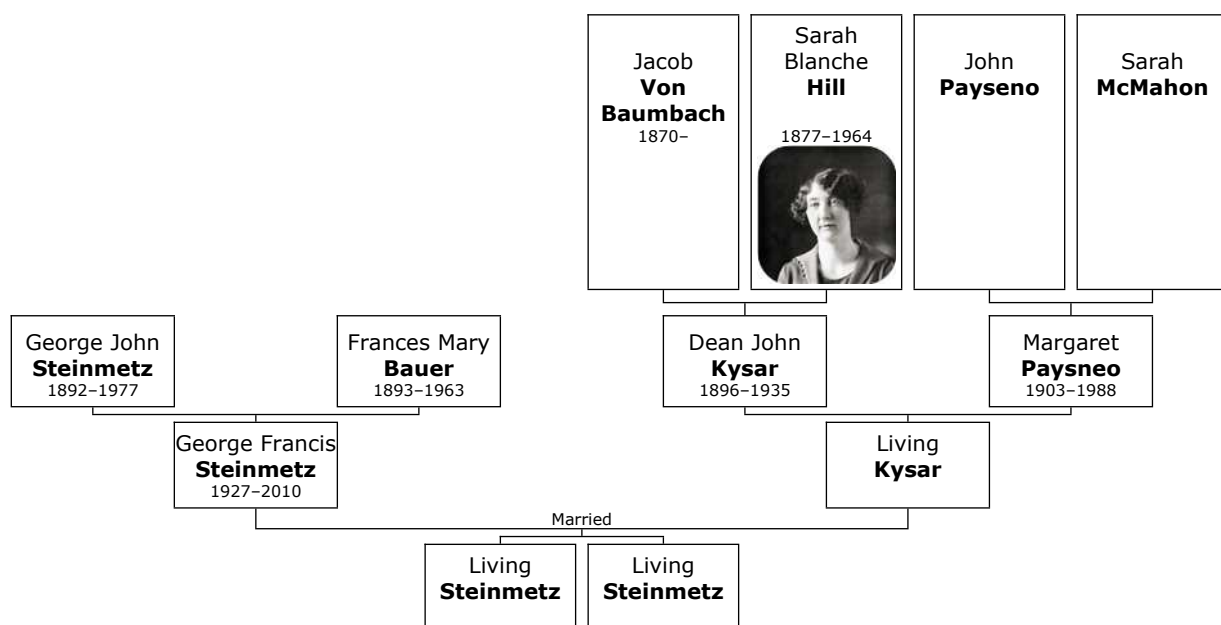 Jacob
Von
Baumbach
1870–
Sarah
Blanche
Hill
1877–1964
John
Payseno
Sarah
McMahon
George John
Steinmetz
1892–1977
Frances Mary
Bauer
1893–1963
Dean John
Kysar
1896–1935
Margaret
Paysneo
1903–1988
George Francis
Steinmetz
1927–2010
Living
Kysar
Married
Living
Steinmetz
Living
Steinmetz